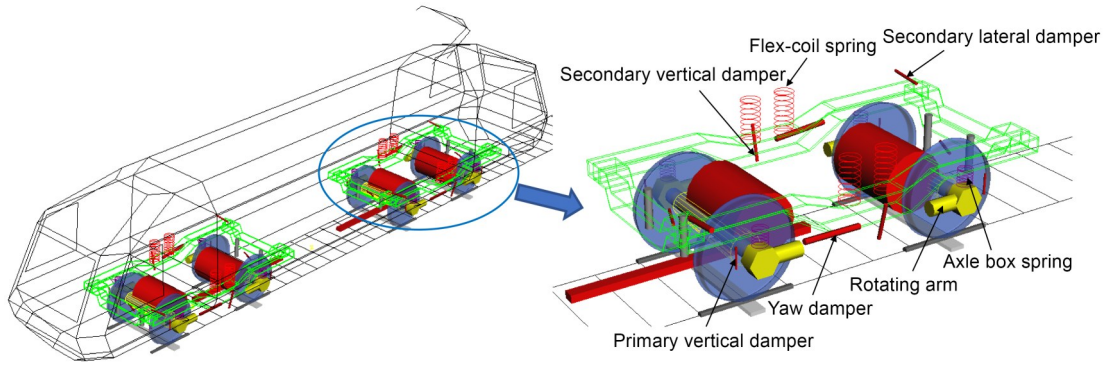 Flex-coil spring
Secondary lateral damper
Secondary vertical damper
Axle box spring
Rotating arm
Yaw damper
Primary vertical damper